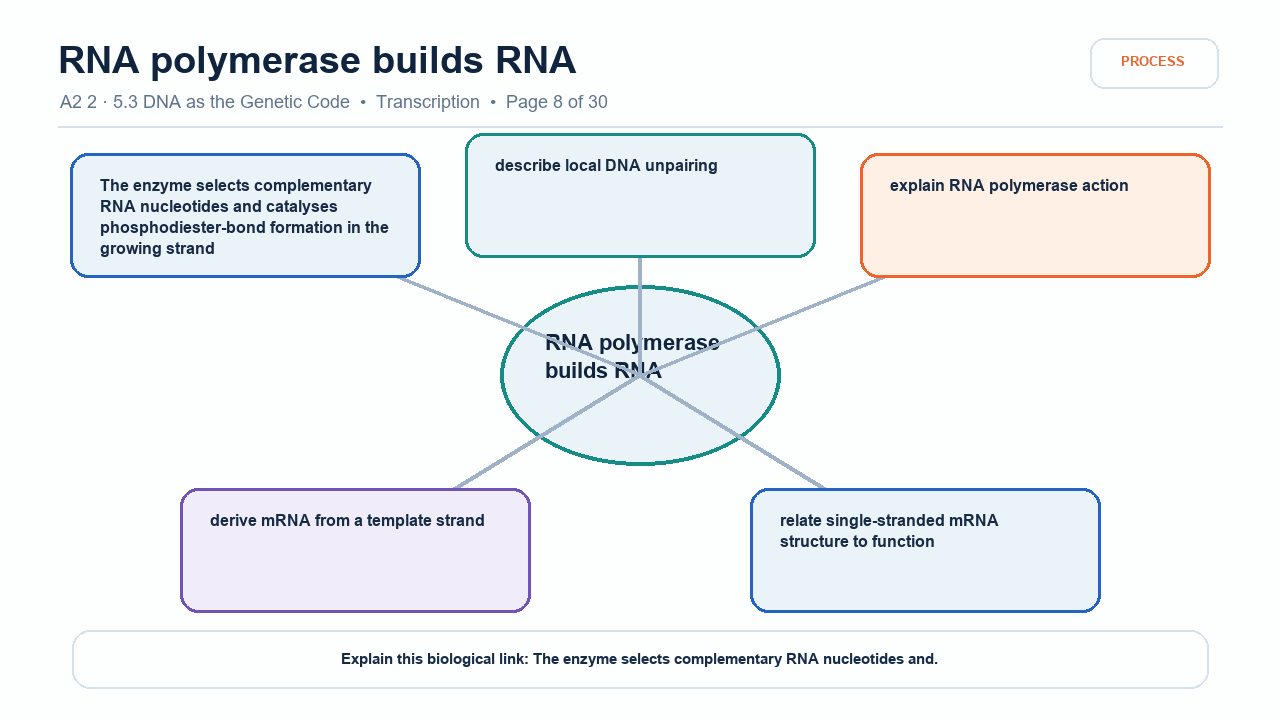 RNA polymerase builds RNA
PROCESS
A2 2 · 5.3 DNA as the Genetic Code • Transcription • Page 8 of 30
The enzyme selects complementary
RNA nucleotides and catalyses
phosphodiester-bond formation in the
growing strand
describe local DNA unpairing
explain RNA polymerase action
RNA polymerase
builds RNA
derive mRNA from a template strand
relate single-stranded mRNA
structure to function
Explain this biological link: The enzyme selects complementary RNA nucleotides and.